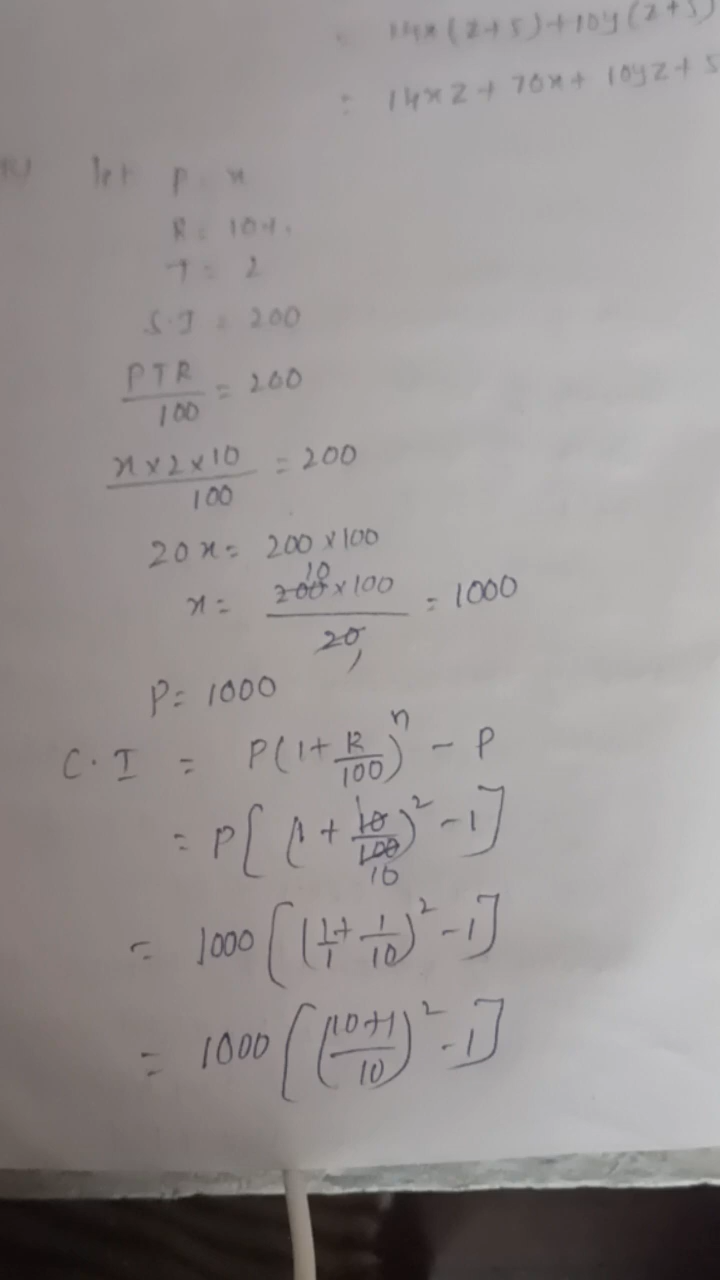 = 14x(z+5)+10y(z+5)
= 14xz + 70x + 10yz + 5
let P = x
R = 10%
T = 2
S.I = 200
PTR/100 = 200
x×2×10/100 = 200
20x = 200×100
x = 200×100/20 = 1000
10
P = 1000
C.I = P(1+R/100)^n - P
= P[(1+10/100)^2 - 1]
10
= 1000[(1/1+1/10)^2 - 1]
= 1000[(10+1/10)^2 - 1]